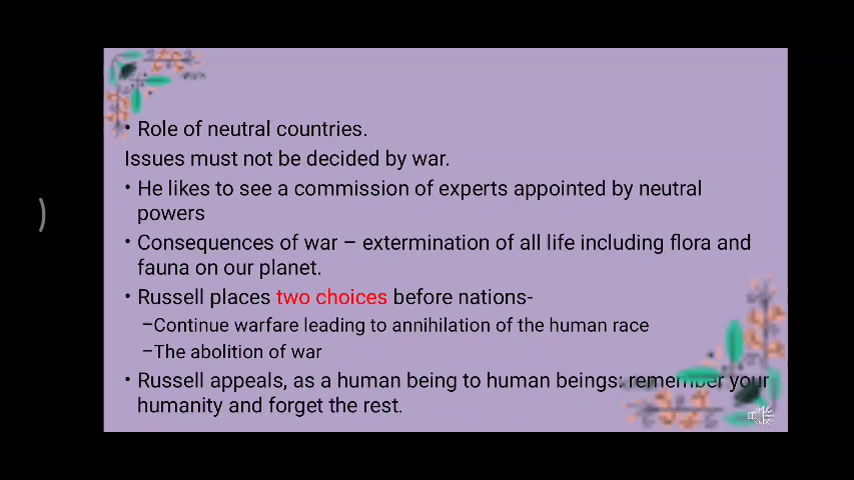 • Role of neutral countries.
Issues must not be decided by war.
• He likes to see a commission of experts appointed by neutral
powers
• Consequences of war – extermination of all life including flora and
fauna on our planet.
• Russell places two choices before nations-
–Continue warfare leading to annihilation of the human race
–The abolition of war
• Russell appeals, as a human being to human beings: remember your
humanity and forget the rest.